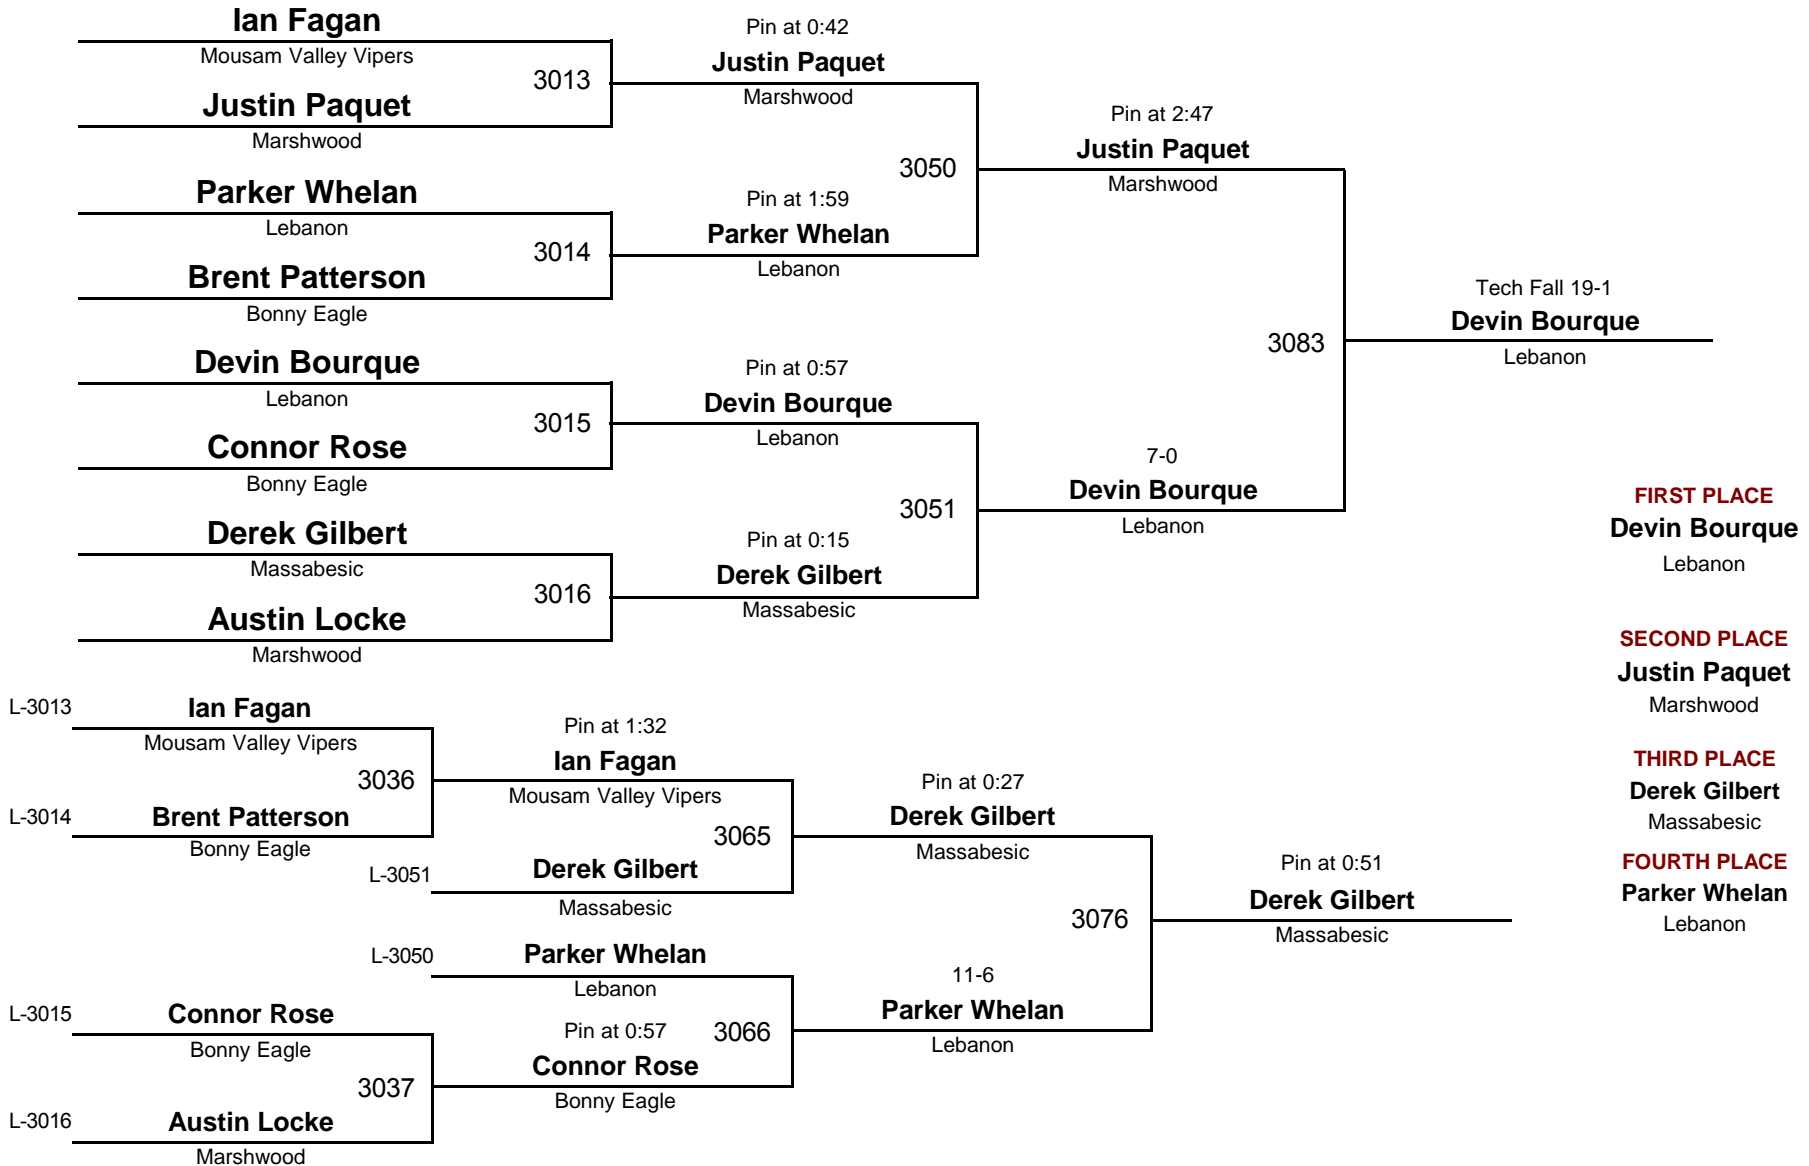 Ian Fagan
Mousam Valley Vipers
3013
Justin Paquet
Marshwood
Pin at 0:42
Justin Paquet
Marshwood
Parker Whelan
Lebanon
3014
Brent Patterson
Bonny Eagle
Pin at 1:59
Parker Whelan
Lebanon
3050
Pin at 2:47
Justin Paquet
Marshwood
Devin Bourque
Lebanon
3015
Connor Rose
Bonny Eagle
Pin at 0:57
Devin Bourque
Lebanon
Derek Gilbert
Massabesic
3016
Austin Locke
Marshwood
Pin at 0:15
Derek Gilbert
Massabesic
3051
7-0
Devin Bourque
Lebanon
3083
Tech Fall 19-1
Devin Bourque
Lebanon
FIRST PLACE
Devin Bourque
Lebanon
SECOND PLACE
Justin Paquet
Marshwood
THIRD PLACE
Derek Gilbert
Massabesic
FOURTH PLACE
Parker Whelan
Lebanon
L-3013
Ian Fagan
Mousam Valley Vipers
3036
L-3014
Brent Patterson
Bonny Eagle
Pin at 1:32
Ian Fagan
Mousam Valley Vipers
3065
L-3051
Derek Gilbert
Massabesic
Pin at 0:27
Derek Gilbert
Massabesic
L-3050
Parker Whelan
Lebanon
L-3015
Connor Rose
Bonny Eagle
3037
L-3016
Austin Locke
Marshwood
Pin at 0:57
Connor Rose
Bonny Eagle
3066
11-6
Parker Whelan
Lebanon
3076
Pin at 0:51
Derek Gilbert
Massabesic